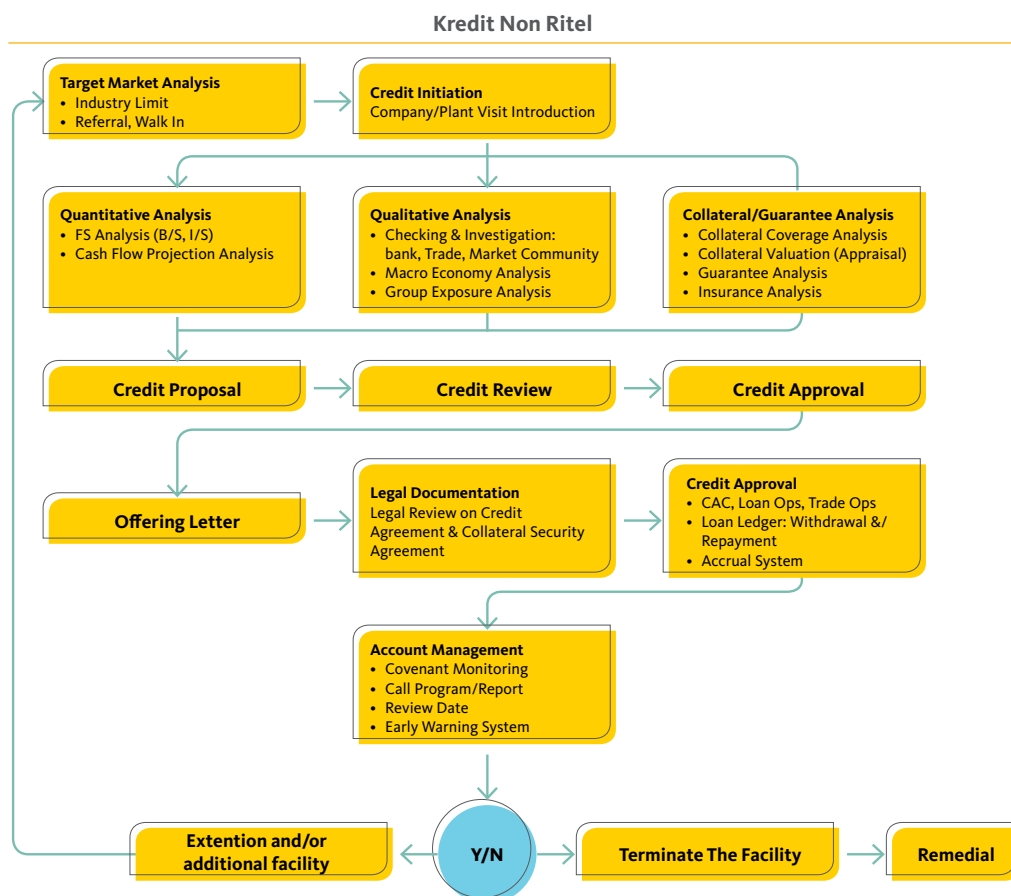 Kredit Non Ritel
Target Market Analysis
• Industry Limit
• Referral, Walk In
Credit Initiation
Company/Plant Visit Introduction
Quantitative Analysis
• FS Analysis (B/S, I/S)
• Cash Flow Projection Analysis
Qualitative Analysis
• Checking & Investigation:
bank, Trade, Market Community
• Macro Economy Analysis
• Group Exposure Analysis
Collateral/Guarantee Analysis
• Collateral Coverage Analysis
• Collateral Valuation (Appraisal)
• Guarantee Analysis
• Insurance Analysis
Credit Proposal
Credit Review
Credit Approval
Offering Letter
Legal Documentation
Legal Review on Credit
Agreement & Collateral Security
Agreement
Credit Approval
• CAC, Loan Ops, Trade Ops
• Loan Ledger: Withdrawal &/
Repayment
• Accrual System
Account Management
• Covenant Monitoring
• Call Program/Report
• Review Date
• Early Warning System
Extention and/or
additional facility
Y/N
Terminate The Facility
Remedial